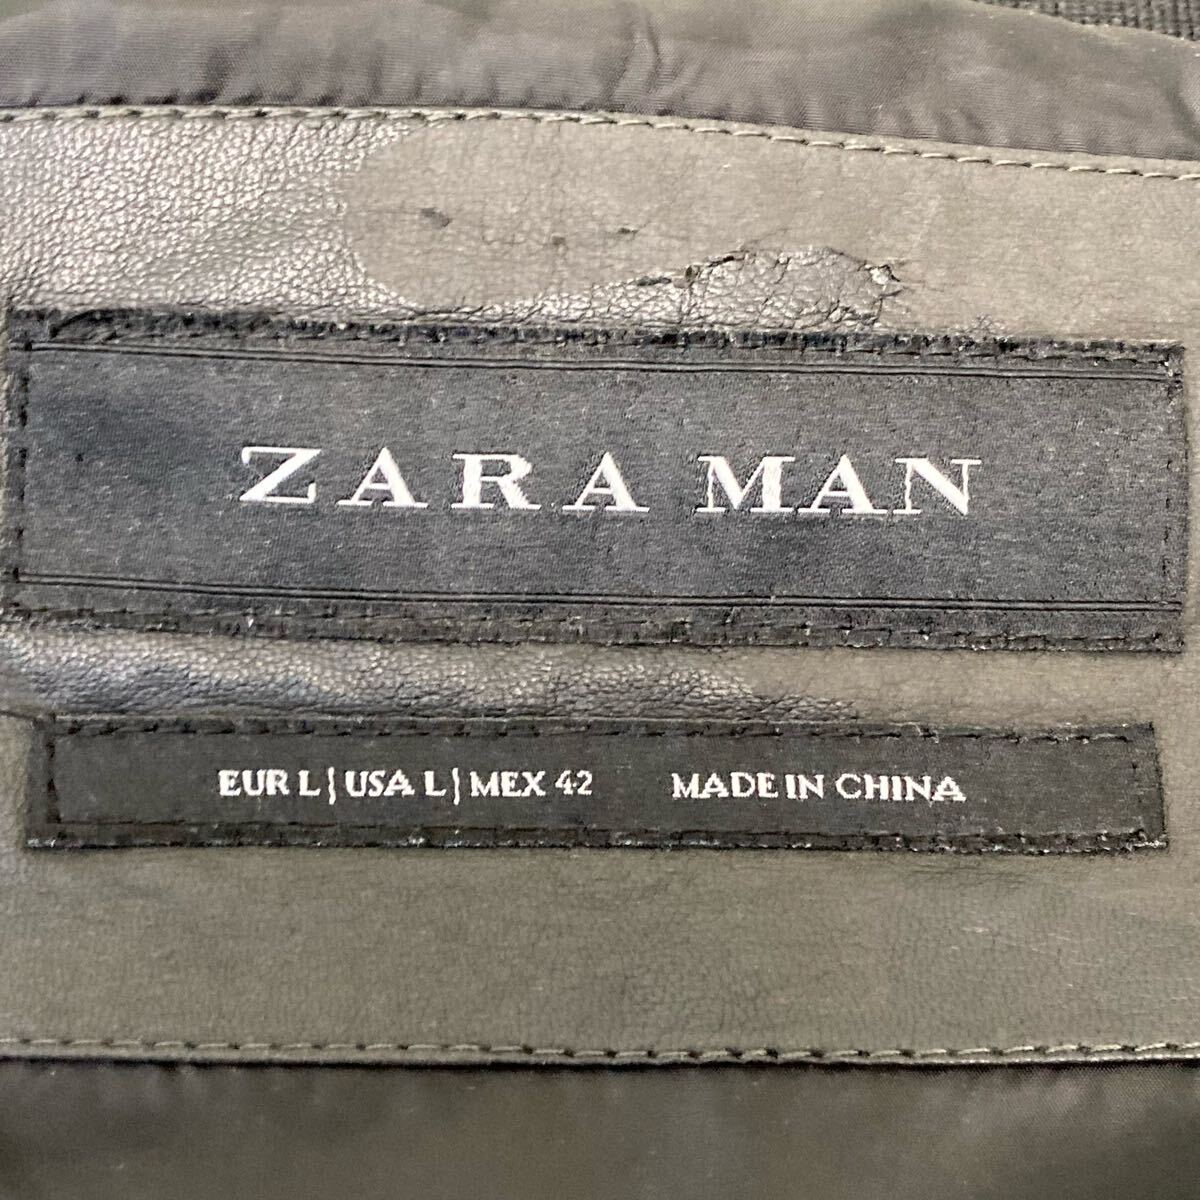 ZARA MAN
EUR L | USA L | MEX 42 MADE IN CHINA